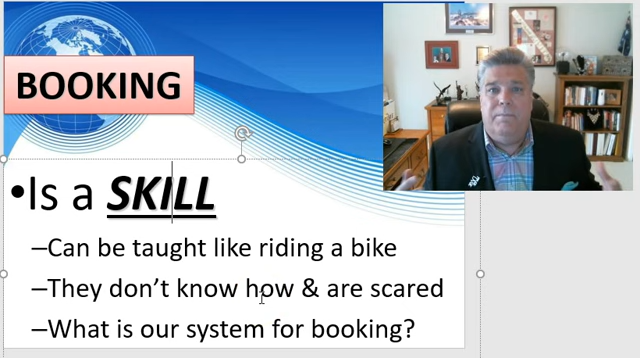 BOOKING
•Is a SKILL
–Can be taught like riding a bike
–They don't know how & are scared
–What is our system for booking?